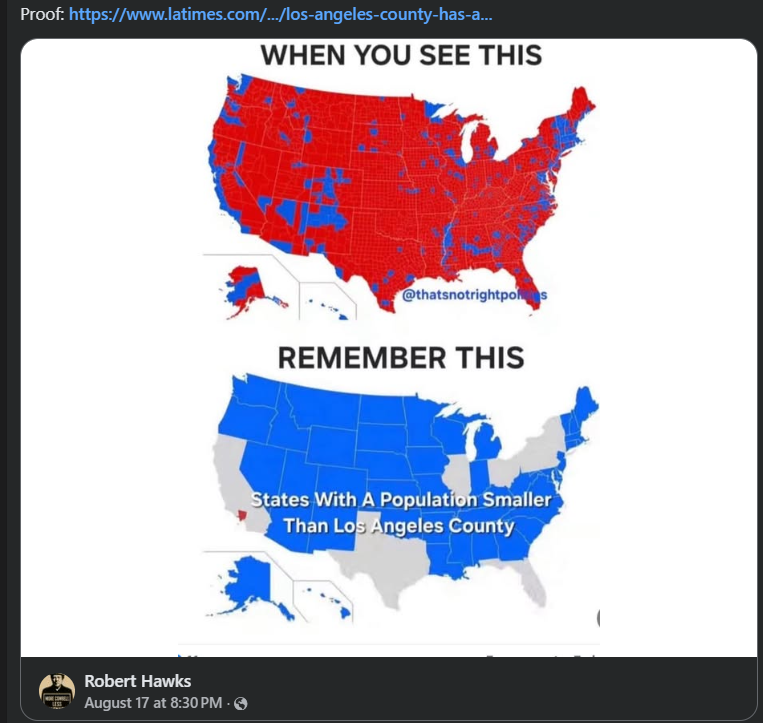 Proof: https://www.latimes.com/.../los-angeles-county-has-a...
WHEN YOU SEE THIS
@thatsnotrightpo
REMEMBER THIS
States With A Population Smaller
Than Los Angeles County
Robert Hawks
August 17 at 8:30 PM ·